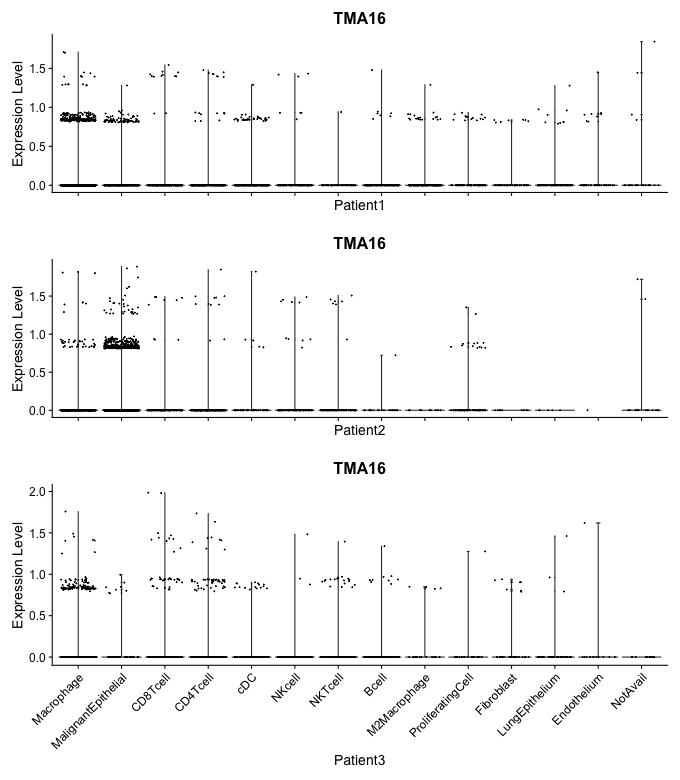 TMA16
Expression Level
1.5
1.0
0.5
0.0
Patient1
TMA16
Expression Level
1.5
1.0
0.5
0.0
Patient2
TMA16
Expression Level
2.0
1.5
1.0
0.5
0.0
Macrophage
MalignantEpithelial
CD8Tcell
CD4Tcell
cDC
NKcell
NKTcell
Bcell
M2Macrophage
ProliferatingCell
Fibroblast
LungEpithelium
Endothelium
NotAvail
Patient3